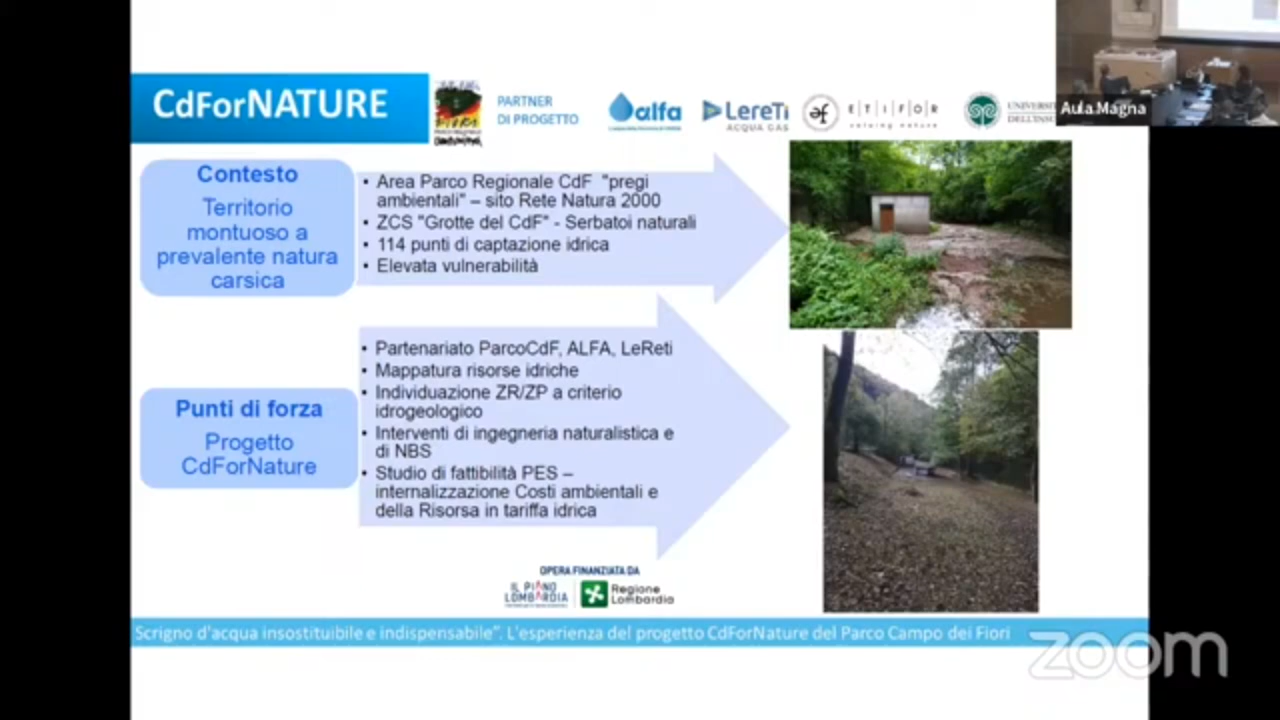 CdForNATURE
PARTNER
DI PROGETTO
alfa
LereTi
ACQUA GAS
ETIFOR
valuing nature
UNIVERS
DELL'INS
Aula Magna
Contesto
Territorio
montuoso a
prevalente natura
carsica
• Area Parco Regionale CdF "pregi
ambientali" – sito Rete Natura 2000
• ZCS "Grotte del CdF" - Serbatoi naturali
• 114 punti di captazione idrica
• Elevata vulnerabilità
Punti di forza
Progetto
CdForNature
• Partenariato ParcoCdF, ALFA, LeReti
• Mappatura risorse idriche
• Individuazione ZR/ZP a criterio
idrogeologico
• Interventi di ingegneria naturalistica e
di NBS
• Studio di fattibilità PES –
internalizzazione Costi ambientali e
della Risorsa in tariffa idrica
OPERA FINANZIATA DA
IL PIANO
LOMBARDIA
Regione
Lombardia
Scrigno d'acqua insostituibile e indispensabile". L'esperienza del progetto CdForNature del Parco Campo dei Fiori
zoom